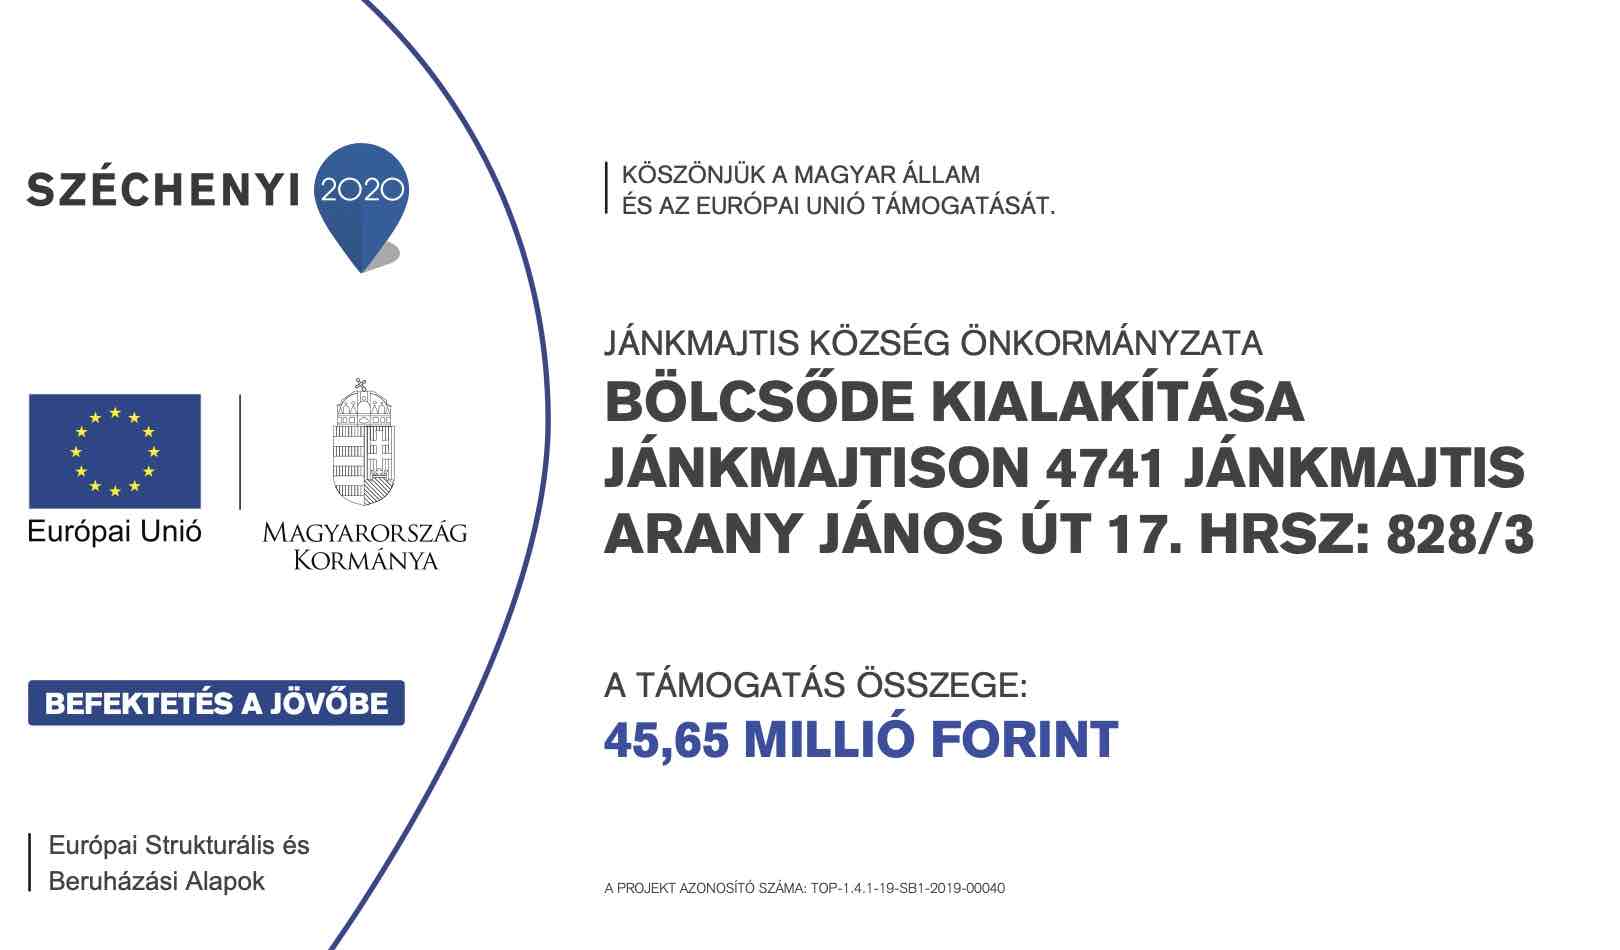 SZÉCHENYI 2020
Európai Unió
MAGYARORSZÁG
KORMÁNYA
BEFEKTETÉS A JÖVŐBE
Európai Strukturális és
Beruházási Alapok
KÖSZÖNJÜK A MAGYAR ÁLLAM
ÉS AZ EURÓPAI UNIÓ TÁMOGATÁSÁT.
JÁNKMAJTIS KÖZSÉG ÖNKORMÁNYZATA
BÖLCSŐDE KIALAKÍTÁSA
JÁNKMAJTISON 4741 JÁNKMAJTIS
ARANY JÁNOS ÚT 17. HRSZ: 828/3
A TÁMOGATÁS ÖSSZEGE:
45,65 MILLIÓ FORINT
A PROJEKT AZONOSÍTÓ SZÁMA: TOP-1.4.1-19-SB1-2019-00040